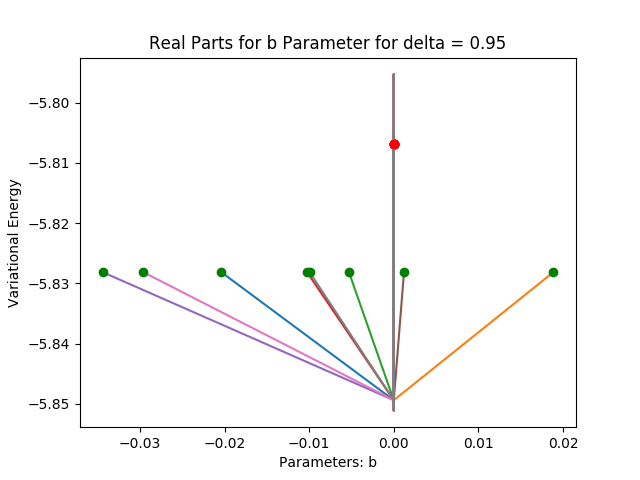 Real Parts for b Parameter for delta = 0.95
Variational Energy
−5.80
−5.81
−5.82
−5.83
−5.84
−5.85
−0.03 −0.02 −0.01 0.00 0.01 0.02
Parameters: b